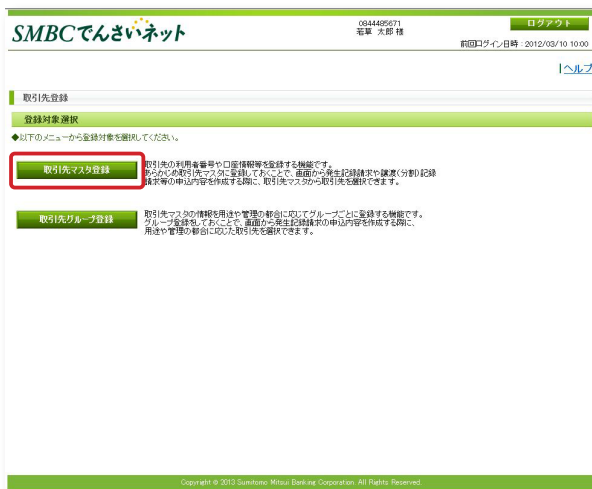 SMBCでんさいネット
0844485671
若草 太郎 様
ログアウト
前回ログイン日時：2012/03/10 10:00
|ヘルプ
取引先登録
登録対象選択
◆以下のメニューから登録対象を選択してください。
取引先マスタ登録
取引先の利用者番号や口座情報等を登録する機能です。
あらかじめ取引先マスタに登録しておくことで、画面から発生記録請求や譲渡(分割)記録
請求等の申込内容を作成する際に、取引先マスタから取引先を選択できます。
取引先グループ登録
取引先マスタの情報を用途や管理の都合に応じてグループごとに登録する機能です。
グループ登録をしておくことで、画面から発生記録請求の申込内容を作成する際に、
用途や管理の都合に応じた取引先を選択できます。
Copyright © 2013 Sumitomo Mitsui Banking Corporation. All Rights Reserved.